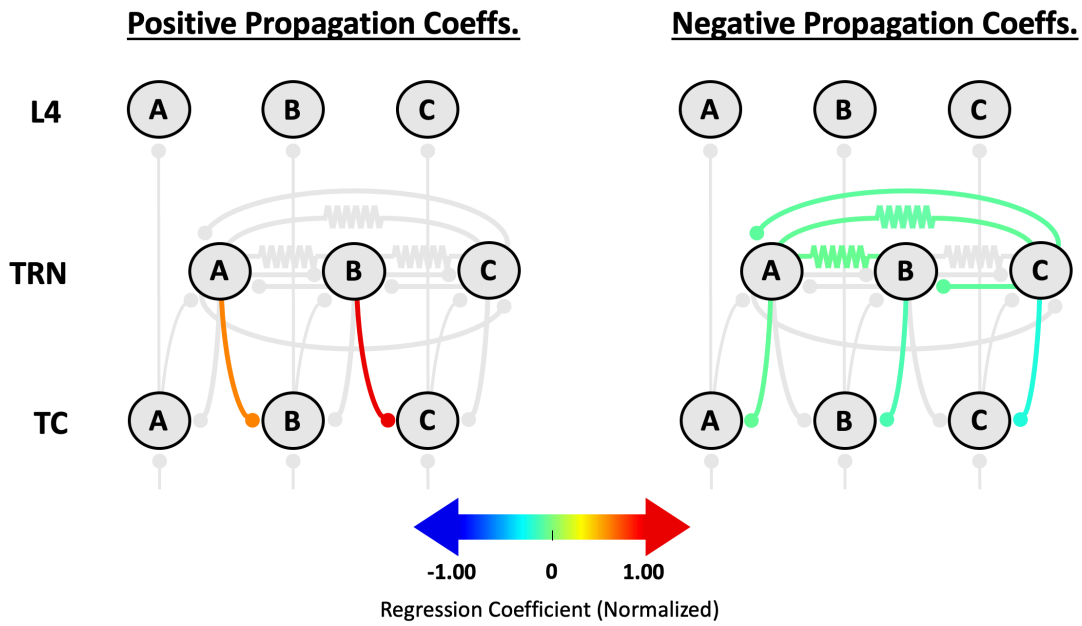 Positive Propagation Coeffs. Negative Propagation Coeffs.
L4 A B C A B C
TRN A B C A B C
TC A B C A B C
-1.00 0 1.00
Regression Coefficient (Normalized)